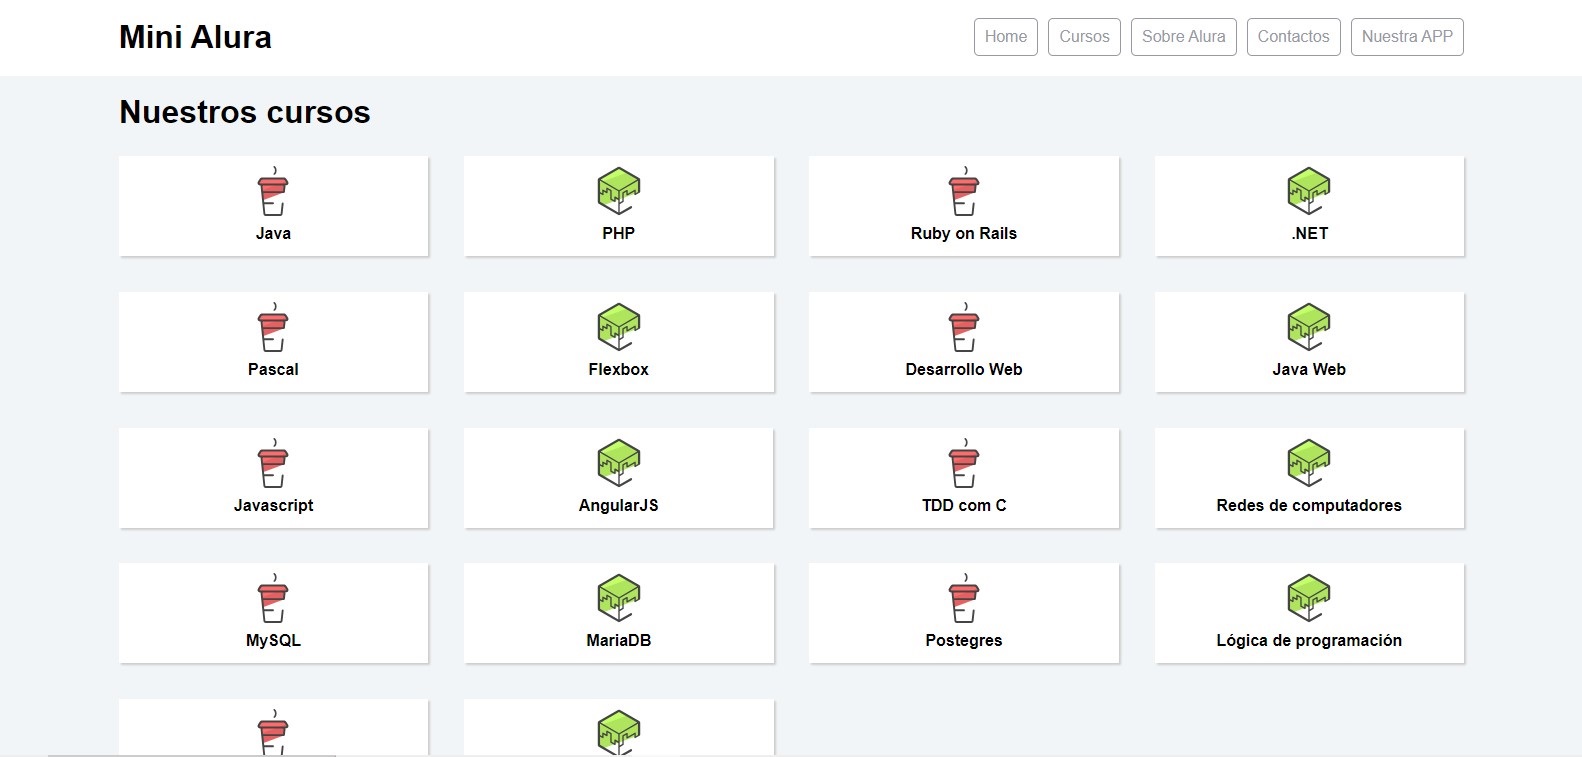 Mini Alura
Home Cursos Sobre Alura Contactos Nuestra APP
Nuestros cursos
Java PHP Ruby on Rails .NET
Pascal Flexbox Desarrollo Web Java Web
Javascript AngularJS TDD com C Redes de computadores
MySQL MariaDB Postegres Lógica de programación